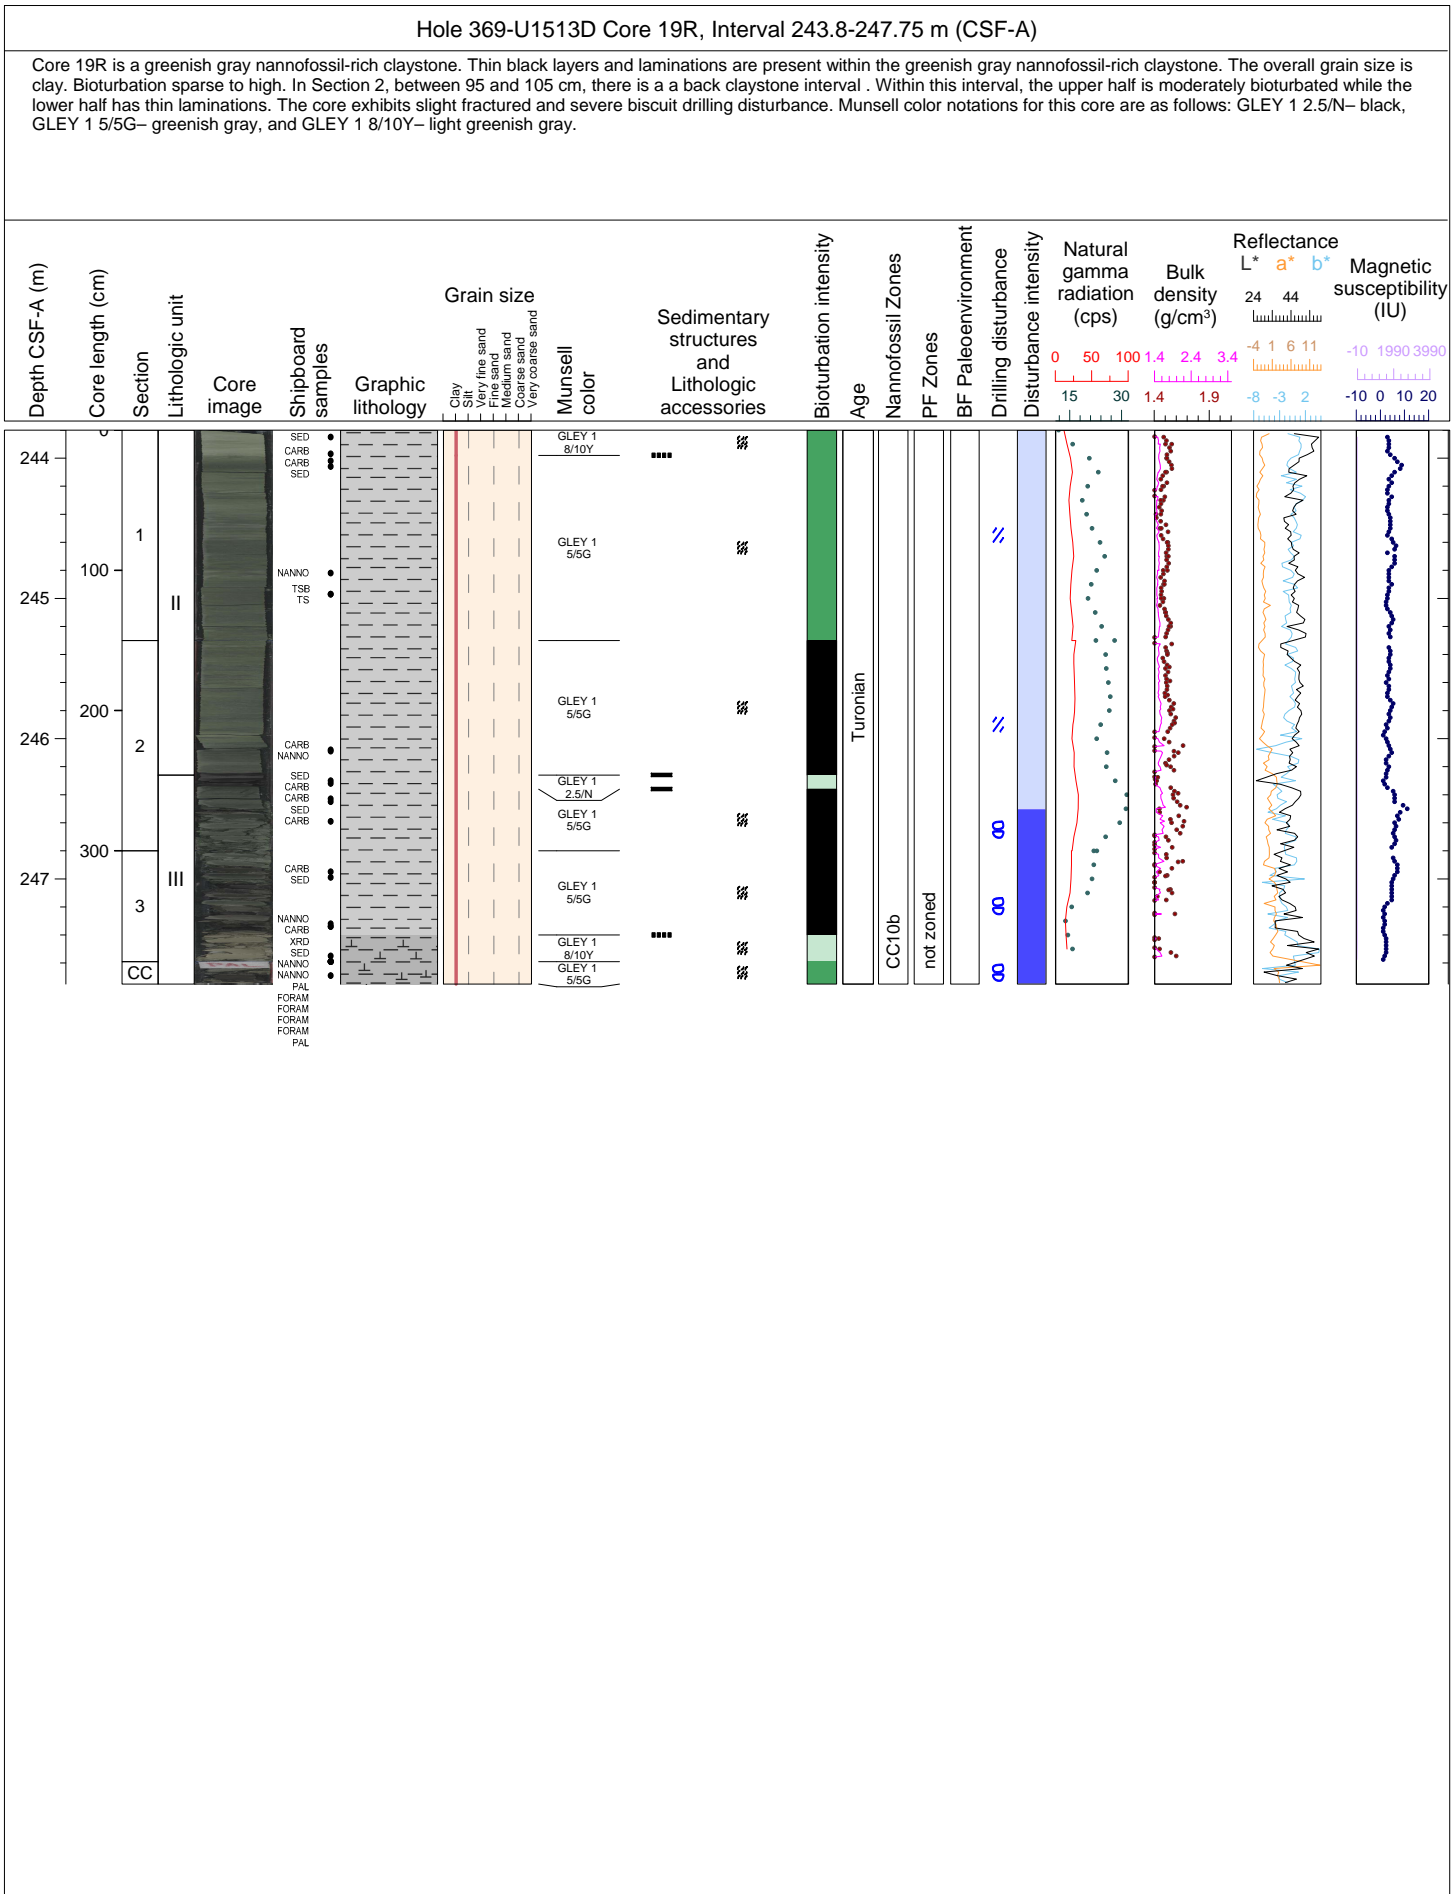 Hole 369-U1513D Core 19R, Interval 243.8-247.75 m (CSF-A)
Core 19R is a greenish gray nannofossil-rich claystone. Thin black layers and laminations are present within the greenish gray nannofossil-rich claystone. The overall grain size is
clay. Bioturbation sparse to high. In Section 2, between 95 and 105 cm, there is a a back claystone interval . Within this interval, the upper half is moderately bioturbated while the
lower half has thin laminations. The core exhibits slight fractured and severe biscuit drilling disturbance. Munsell color notations for this core are as follows: GLEY 1 2.5/N– black,
GLEY 1 5/5G– greenish gray, and GLEY 1 8/10Y– light greenish gray.
Depth CSF-A (m)
Core length (cm)
Section
Lithologic unit
Core
image
Shipboard
samples
Graphic
lithology
Grain size
Clay
Silt
Very fine sand
Fine sand
Medium sand
Coarse sand
Very coarse sand
Munsell
color
Sedimentary
structures
and
Lithologic
accessories
Bioturbation intensity
Age
Nannofossil Zones
PF Zones
BF Paleoenvironment
Drilling disturbance
Disturbance intensity
Natural
gamma
radiation
(cps)
0 50 100
15 30
Bulk
density
(g/cm³)
1.4 2.4 3.4
1.4 1.9
Reflectance
L* a* b*
24 44
-4 1 6 11
-8 -3 2
Magnetic
susceptibility
(IU)
-10 1990 3990
-10 0 10 20
244
245
246
247
0
100
200
300
1
2
3
CC
II
III
SED
CARB
CARB
SED
NANNO
TSB
TS
CARB
NANNO
SED
CARB
CARB
SED
CARB
CARB
SED
NANNO
CARB
XRD
SED
NANNO
NANNO
PAL
FORAM
FORAM
FORAM
FORAM
PAL
GLEY 1
8/10Y
GLEY 1
5/5G
GLEY 1
5/5G
GLEY 1
2.5/N
GLEY 1
5/5G
GLEY 1
5/5G
GLEY 1
8/10Y
GLEY 1
5/5G
Turonian
CC10b
not zoned